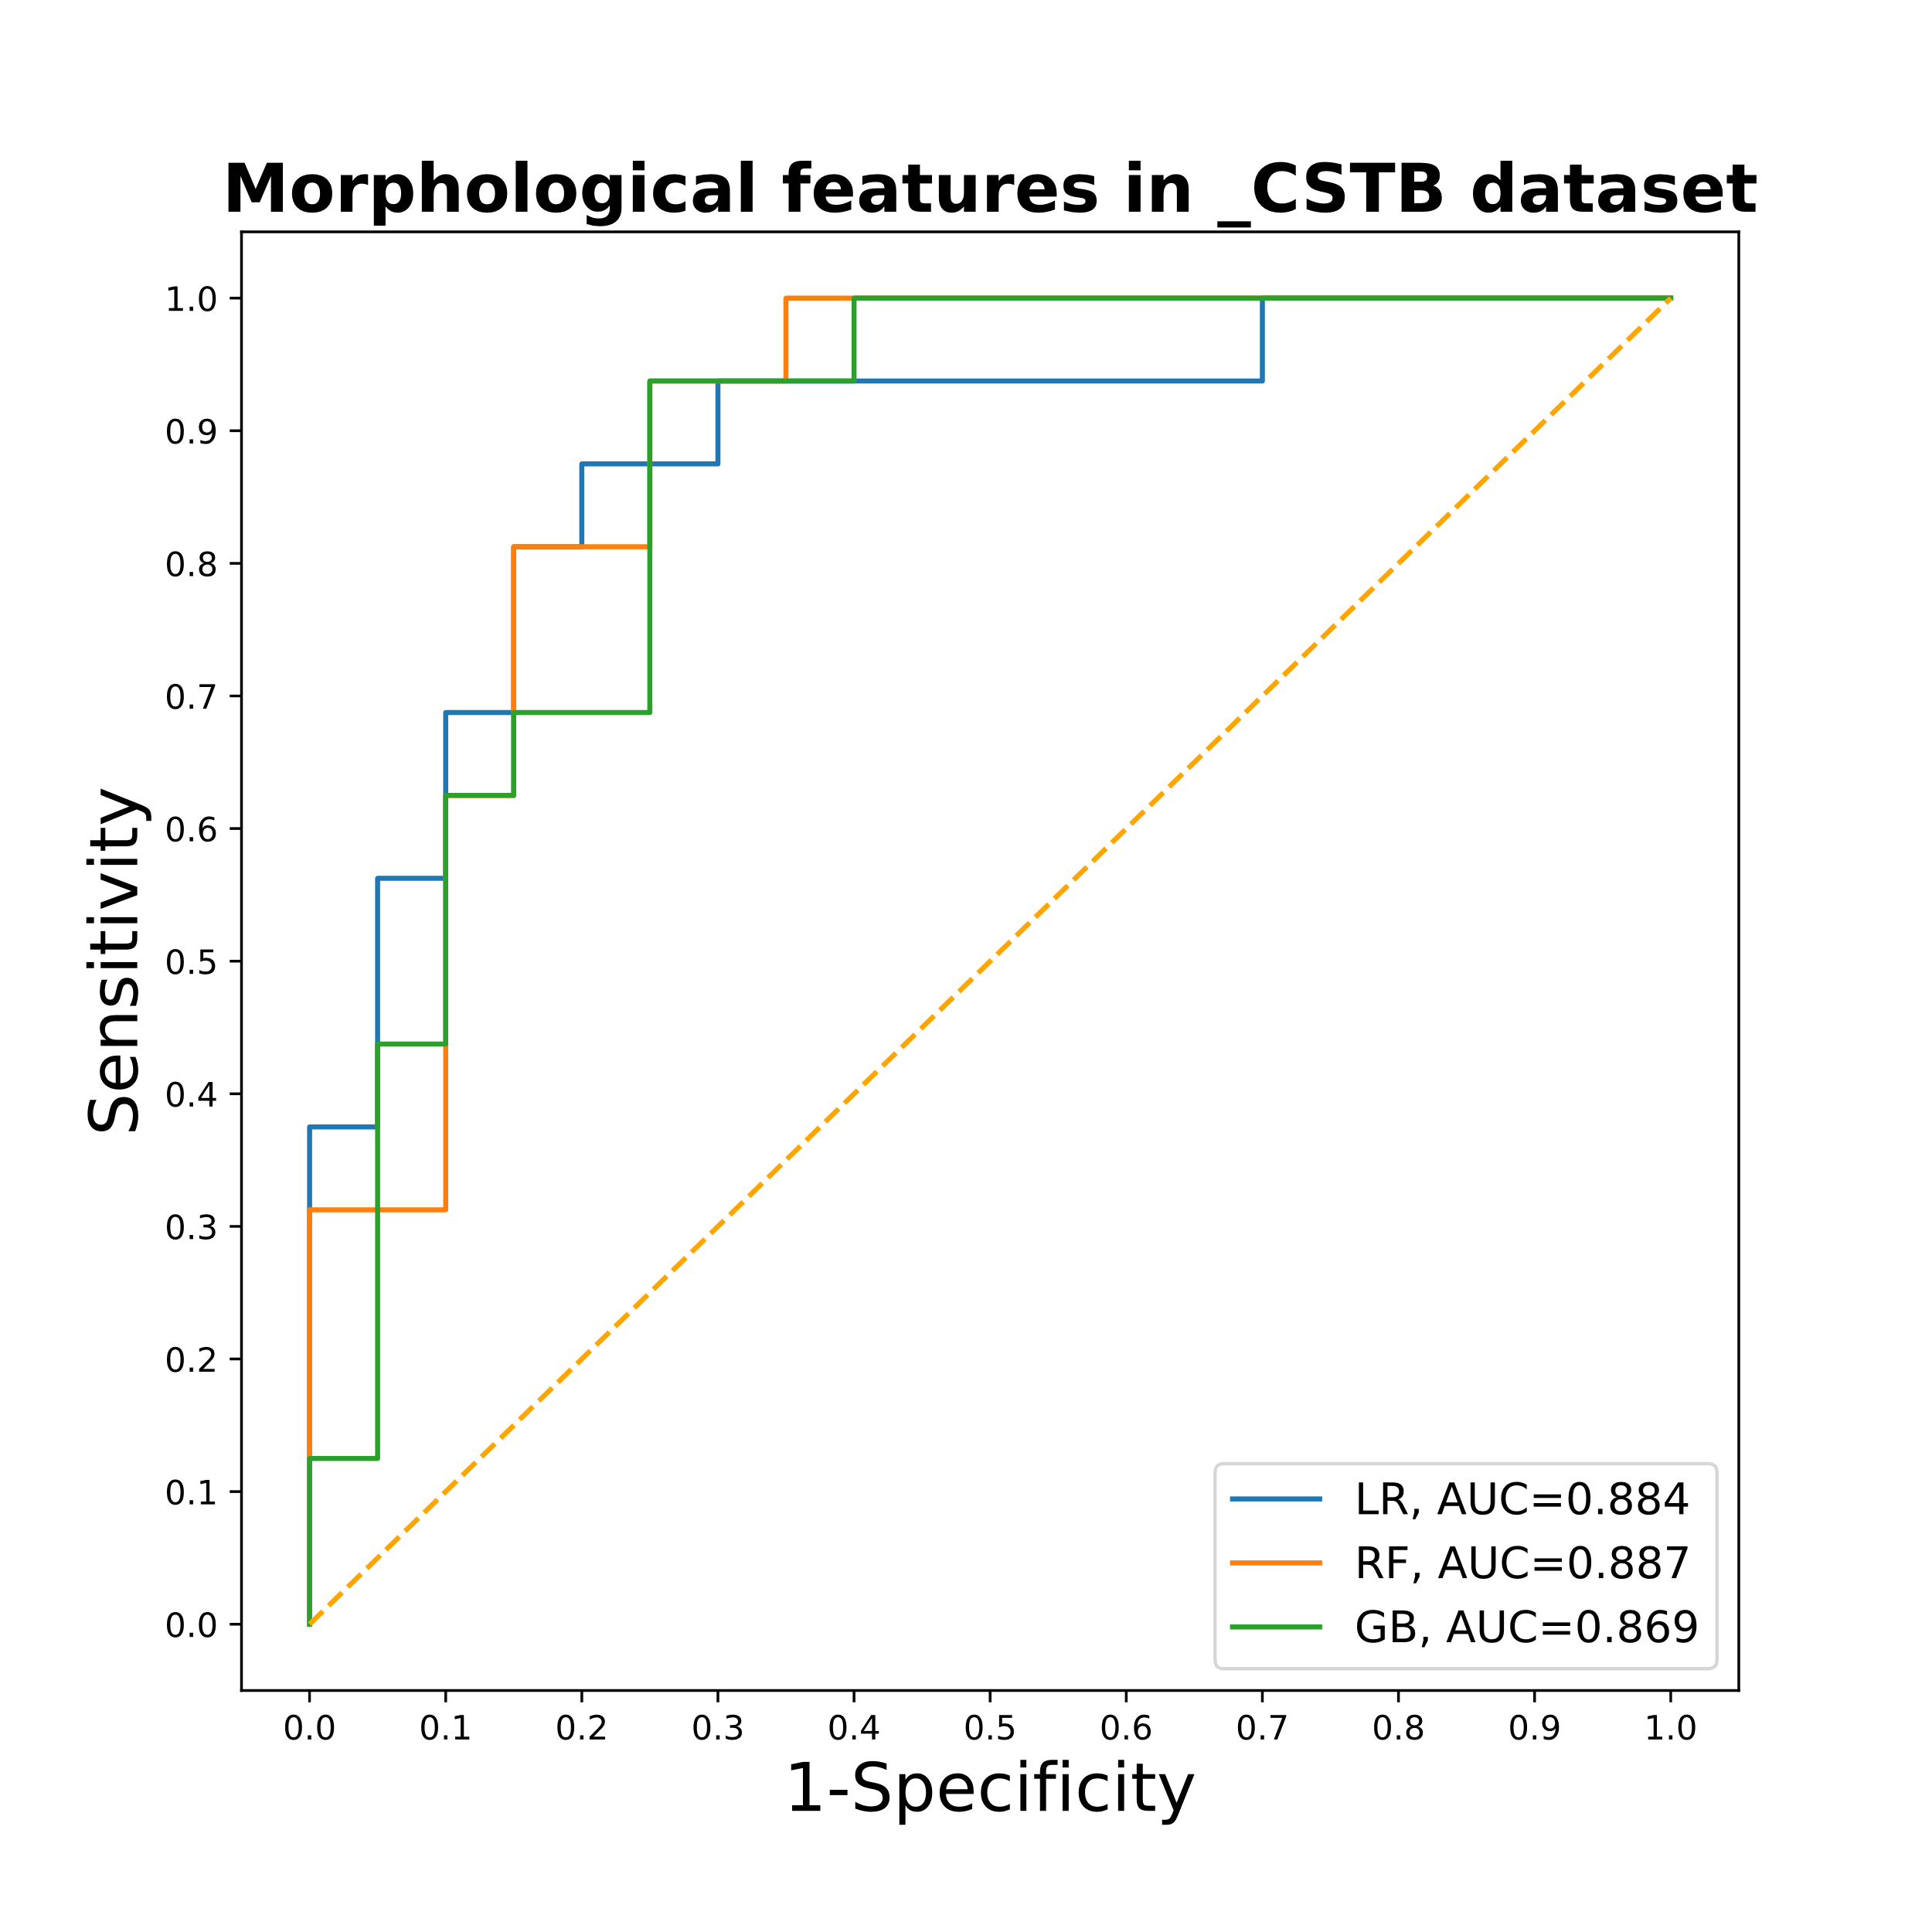 Morphological features in _CSTB dataset
Sensitivity
1.0
0.9
0.8
0.7
0.6
0.5
0.4
0.3
0.2
0.1
0.0
LR, AUC=0.884
RF, AUC=0.887
GB, AUC=0.869
0.0 0.1 0.2 0.3 0.4 0.5 0.6 0.7 0.8 0.9 1.0
1-Specificity